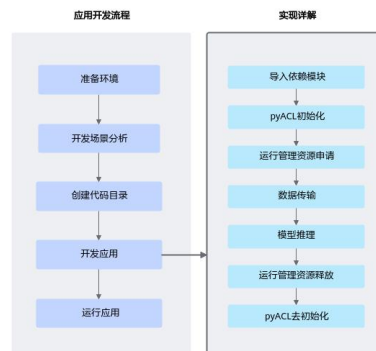 应用开发流程
准备环境
开发场景分析
创建代码目录
开发应用
运行应用
实现详解
导入依赖模块
pyACL初始化
运行管理资源申请
数据传输
模型推理
运行管理资源释放
pyACL去初始化